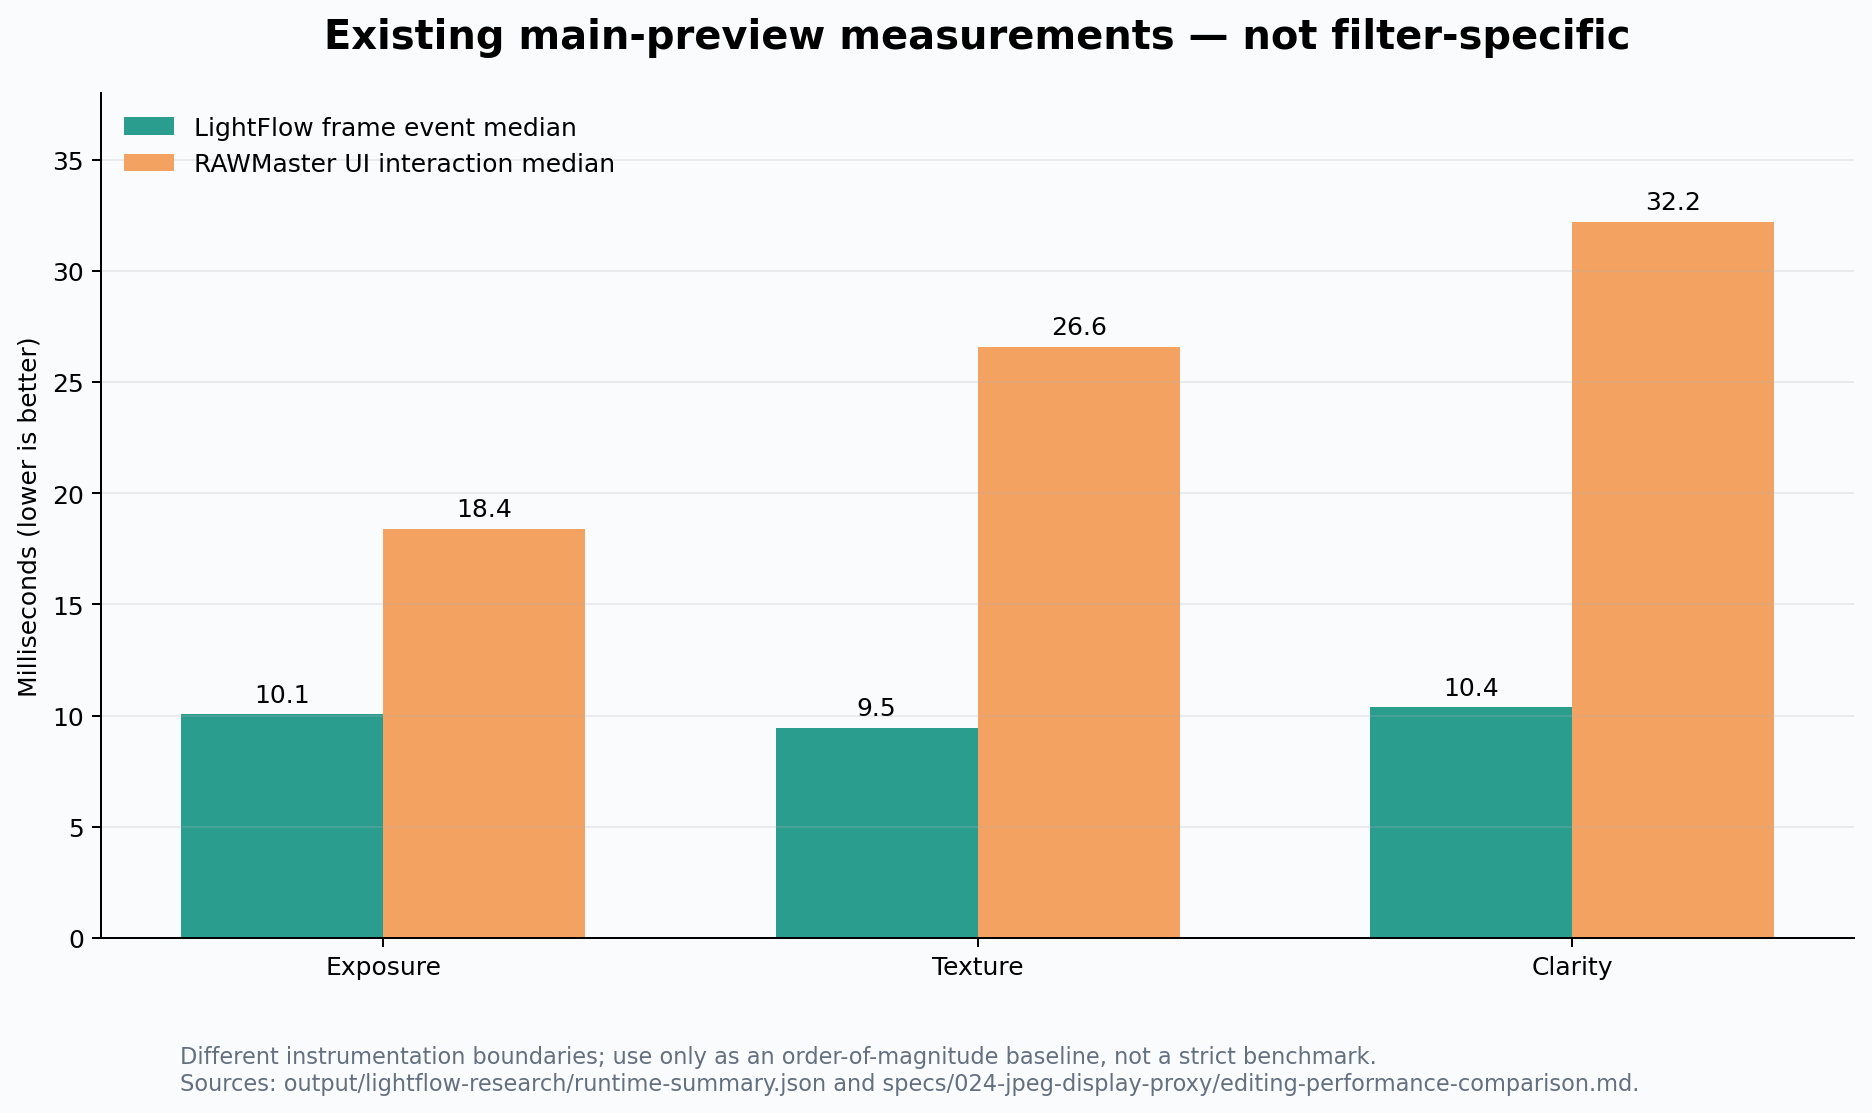 Existing main-preview measurements — not filter-specific
LightFlow frame event median
RAWMaster UI interaction median
Milliseconds (lower is better)
35
30
25
20
15
10
5
0
10.1
18.4
9.5
26.6
10.4
32.2
Exposure
Texture
Clarity
Different instrumentation boundaries; use only as an order-of-magnitude baseline, not a strict benchmark.
Sources: output/lightflow-research/runtime-summary.json and specs/024-jpeg-display-proxy/editing-performance-comparison.md.